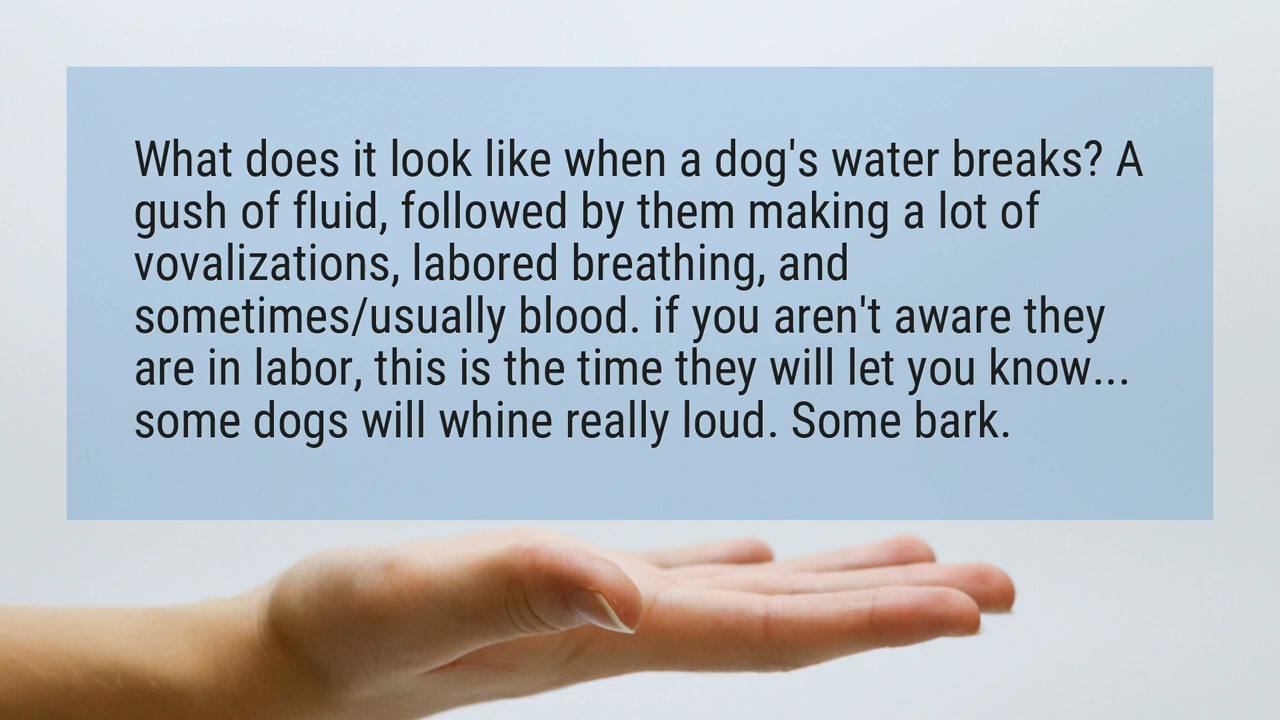 What does it look like when a dog's water breaks? A
gush of fluid, followed by them making a lot of
vovalizations, labored breathing, and
sometimes/usually blood. if you aren't aware they
are in labor, this is the time they will let you know...
some dogs will whine really loud. Some bark.